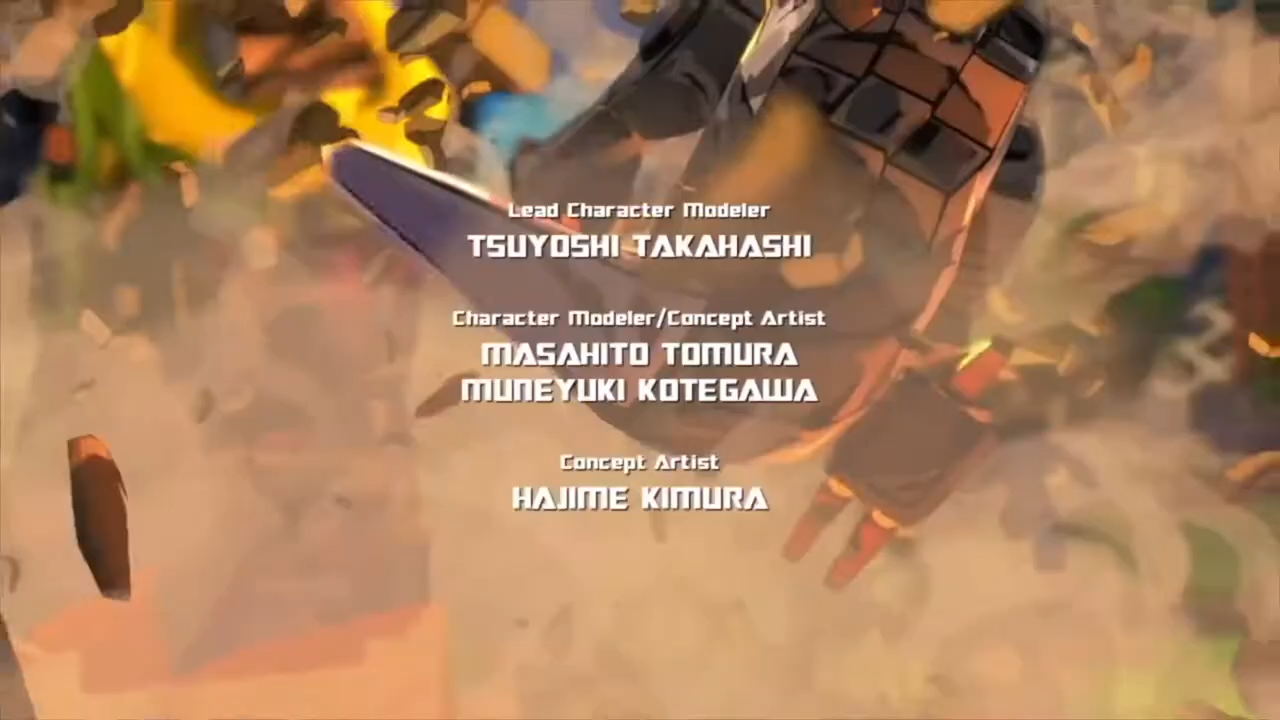 Lead Character Modeler
TSUYOSHI TAKAHASHI
Character Modeler/Concept Artist
MASAHITO TOMURA
MUNEYUKI KOTEGAWA
Concept Artist
HAJIME KIMURA